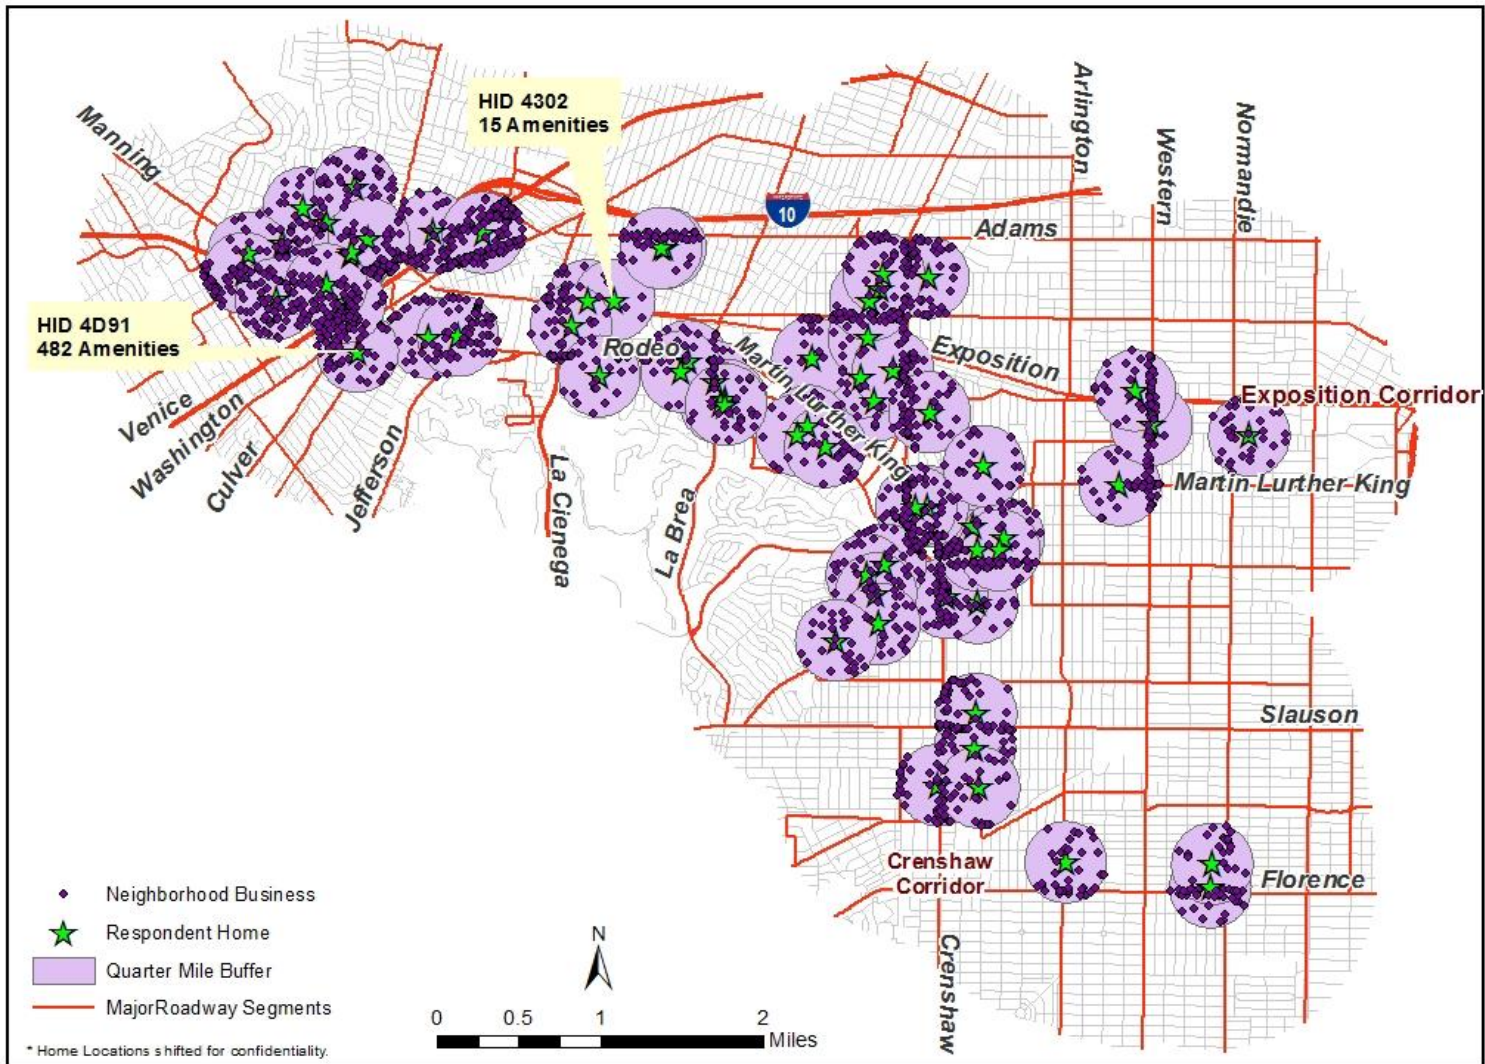 HID 4302
15 Amenities
Manning
Arlington
Western
Normandie
10
Adams
HID 4D91
482 Amenities
Rodeo
Martin Lurther King
Exposition
Exposition Corridor
Venice
Washington
Culver
Jefferson
La Cienega
La Brea
Martin Lurther King
Slauson
Crenshaw
Corridor
Florence
Crenshaw
Neighborhood Business
Respondent Home
Quarter Mile Buffer
MajorRoadway Segments
* Home Locations shifted for confidentiality.
N
0 0.5 1 2
Miles